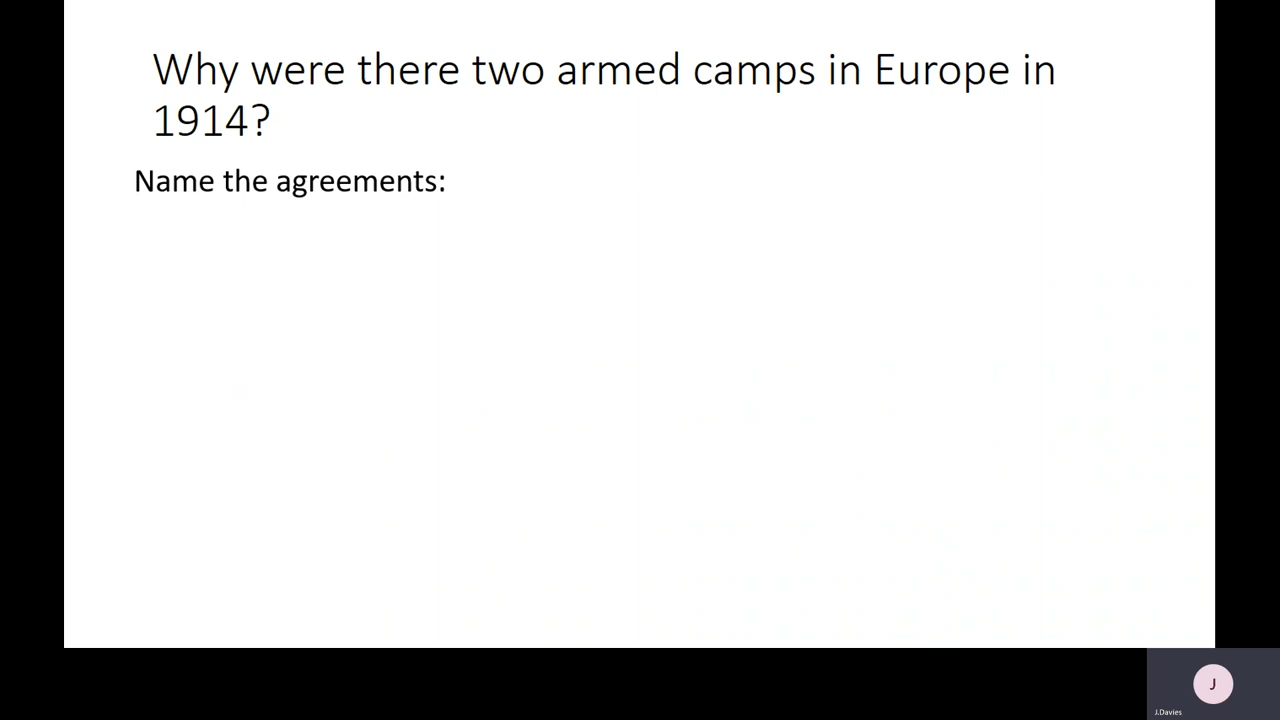 Why were there two armed camps in Europe in
1914?
Name the agreements:
J
J.Davies